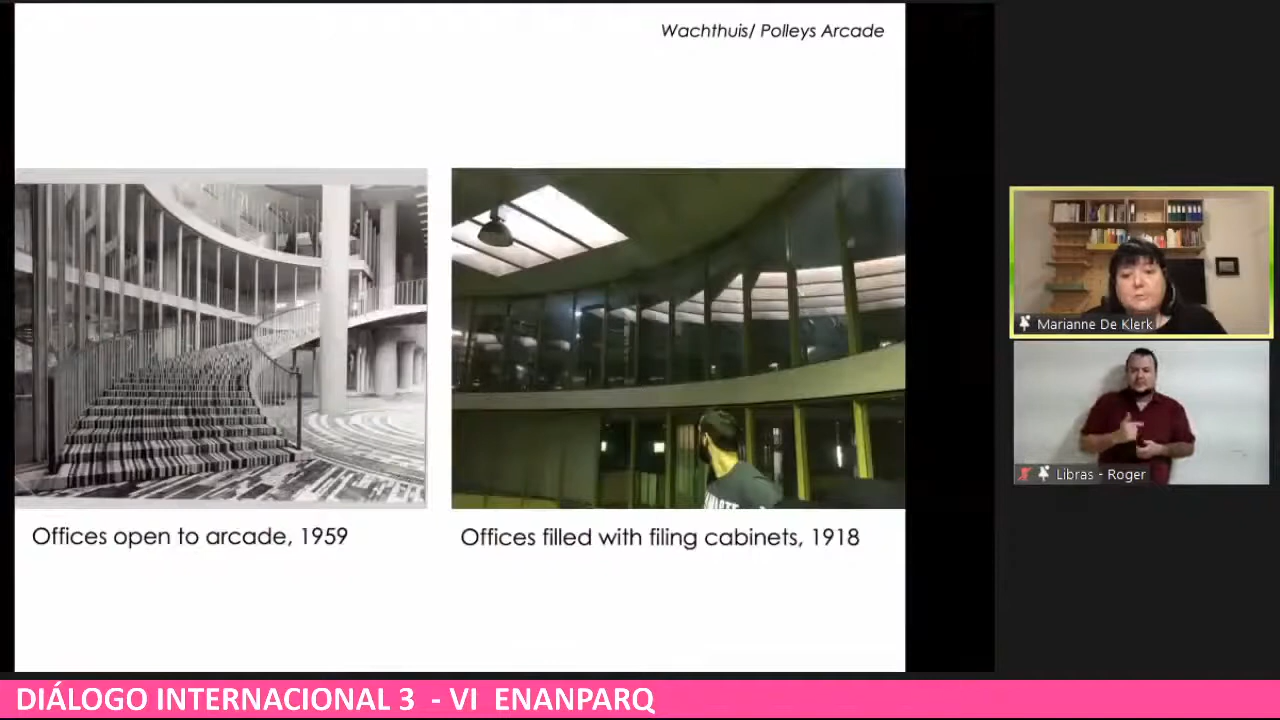 Wachthuis/ Polleys Arcade
Offices open to arcade, 1959
Offices filled with filing cabinets, 1918
Marianne De Klerk
Libras - Roger
DIÁLOGO INTERNACIONAL 3 - VI ENANPARQ